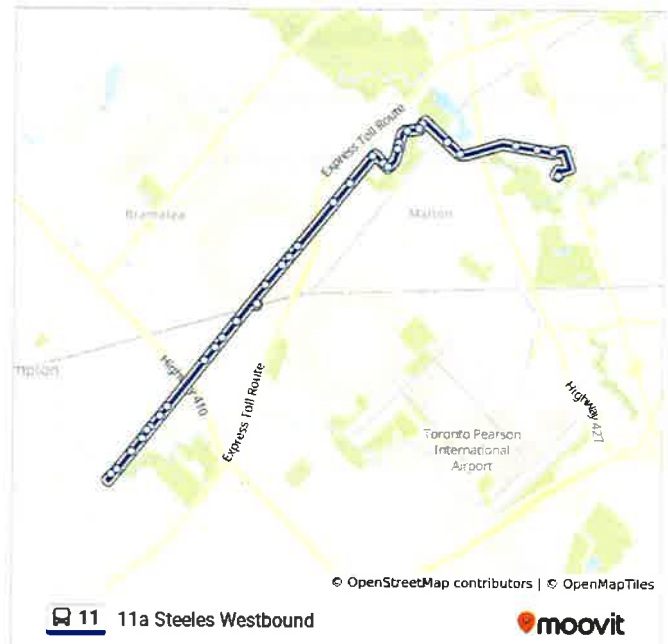 Express Toll Route
Bramalea
Malton
mpton
Highway 410
Express Toll Route
Highway 427
Toronto Pearson
International
Airport
© OpenStreetMap contributors | © OpenMapTiles
11 11a Steeles Westbound
moovit